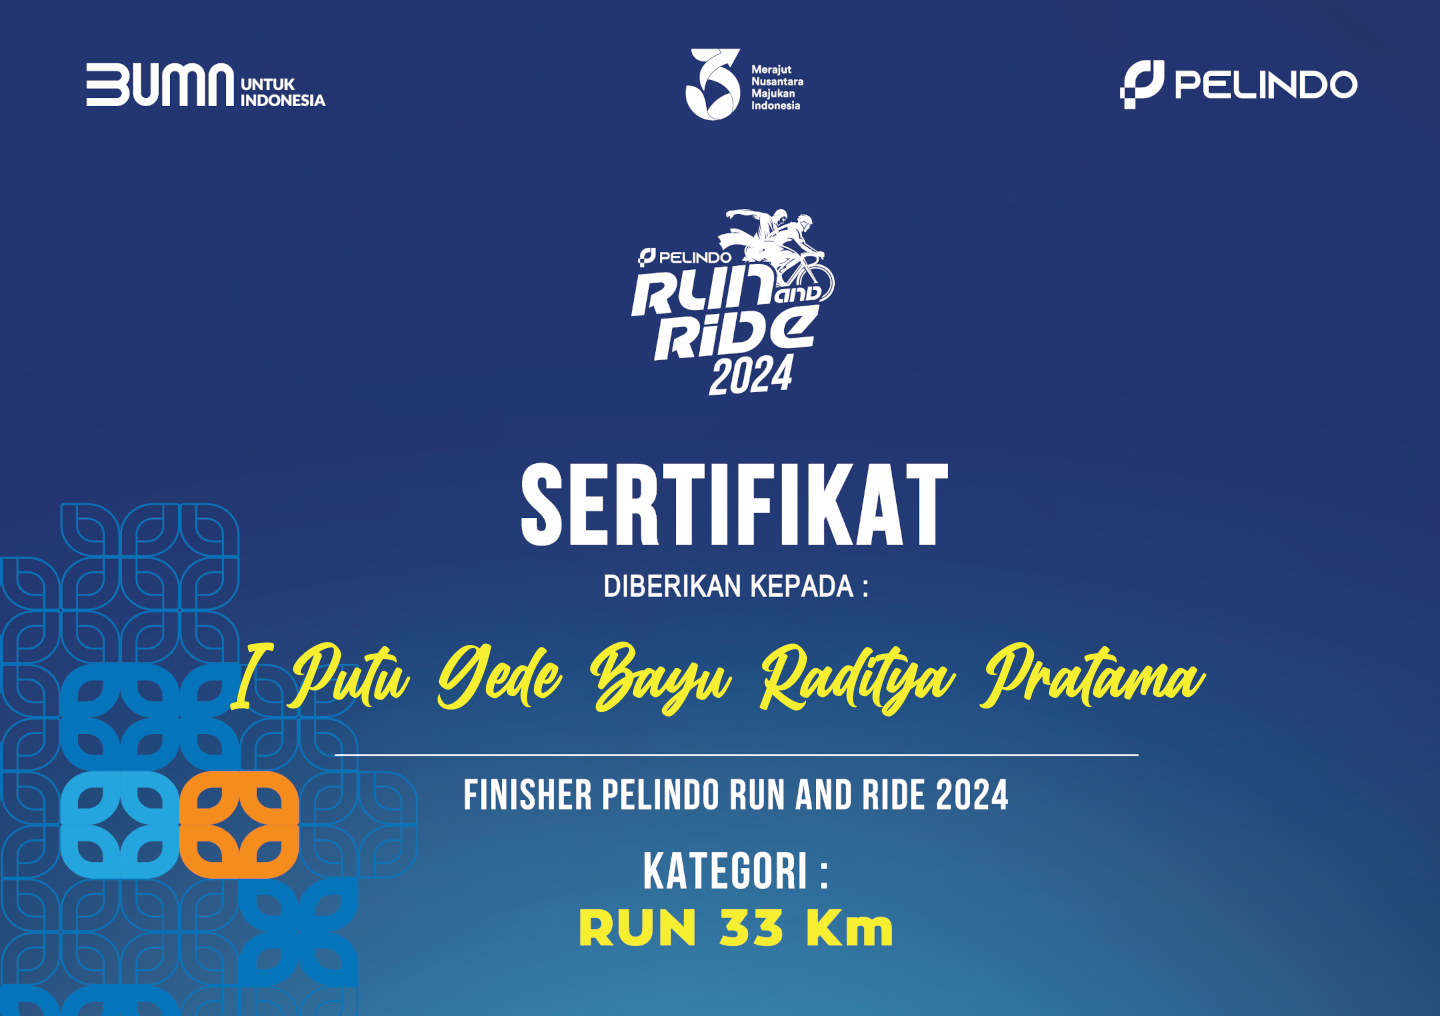 BUMN UNTUK
INDONESIA
3 Merajut
Nusantara
Majukan
Indonesia
PELINDO
PELINDO
RUN and
RIDE
2024
SERTIFIKAT
DIBERIKAN KEPADA :
I Putu Gede Bayu Raditya Pratama
FINISHER PELINDO RUN AND RIDE 2024
KATEGORI :
RUN 33 Km